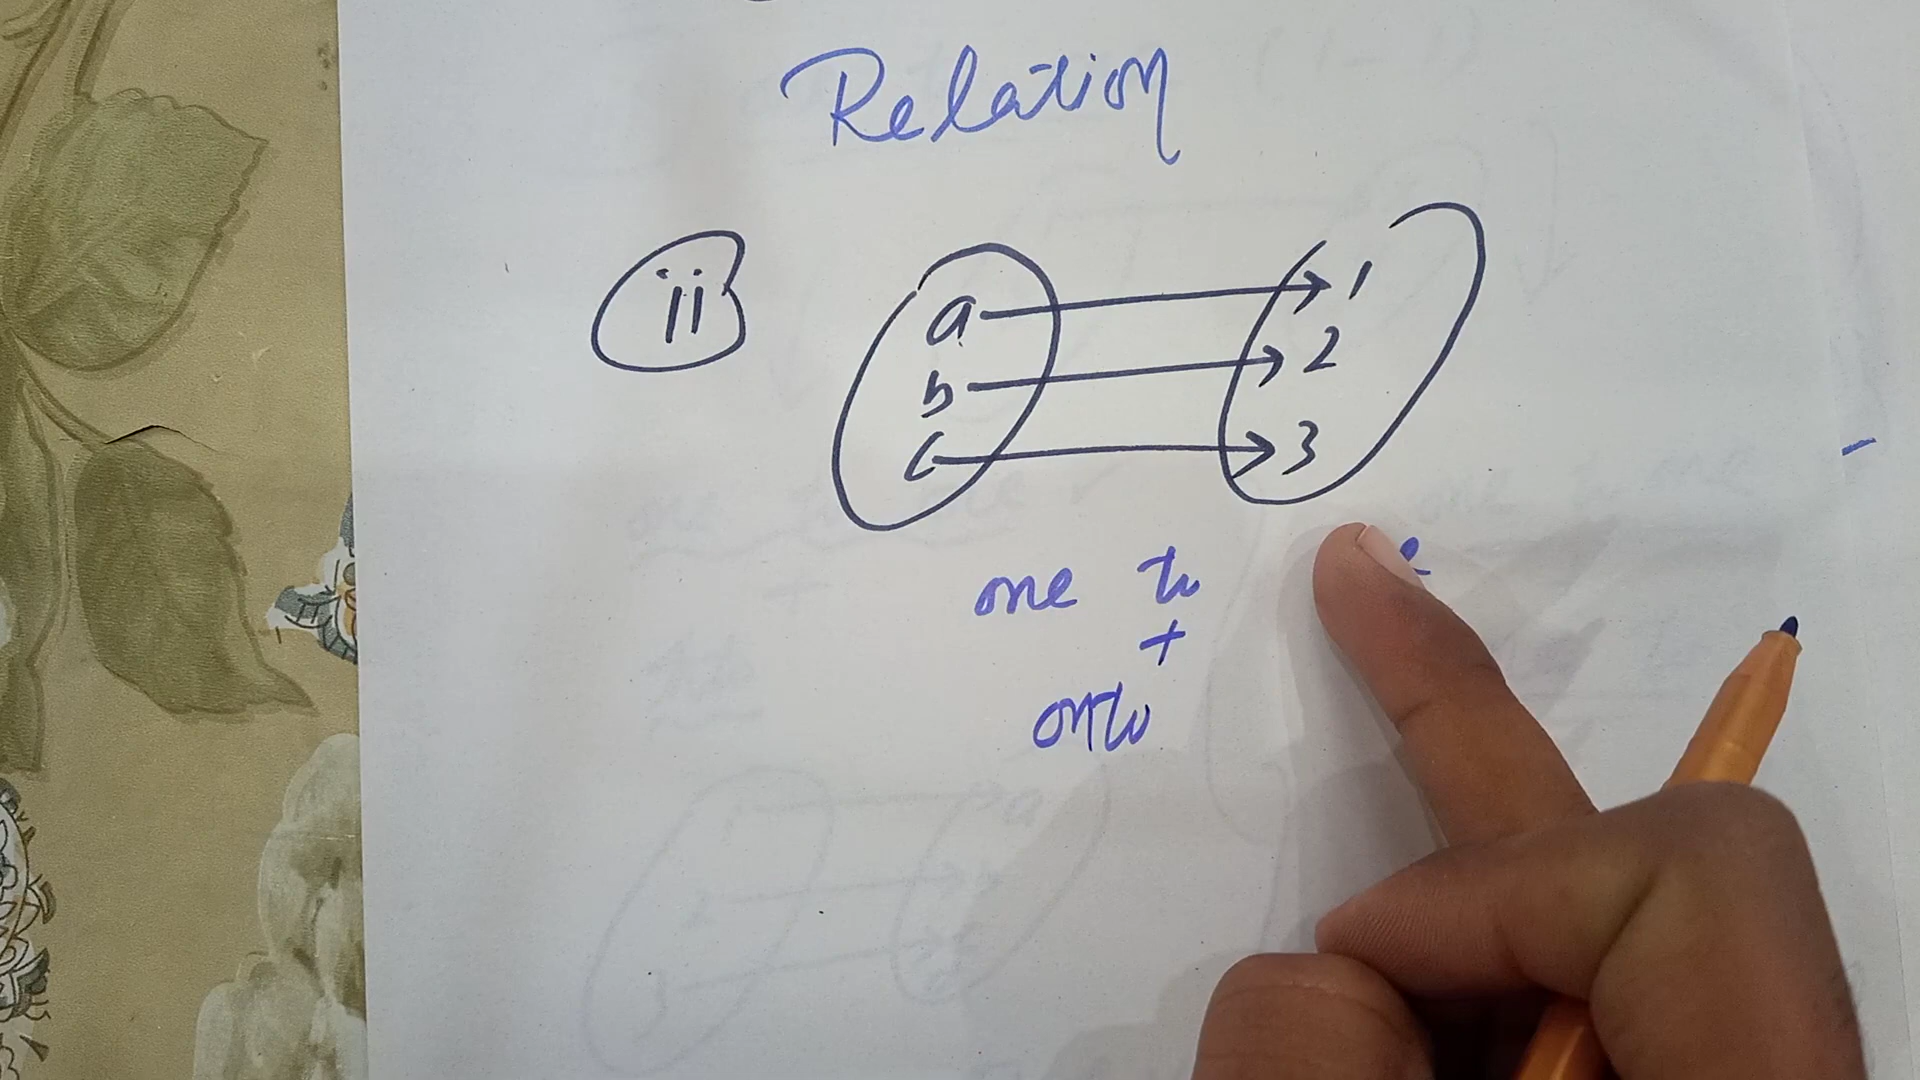 Relation
ii
a 1
b 2
c 3
one to
+
onto